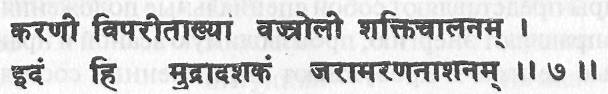 करणी विपरीताख्यां वज्रोली शक्तिचालनम् ।
इदं हि मुद्रादशकं जरामरणनाशनम् ॥ ७ ॥